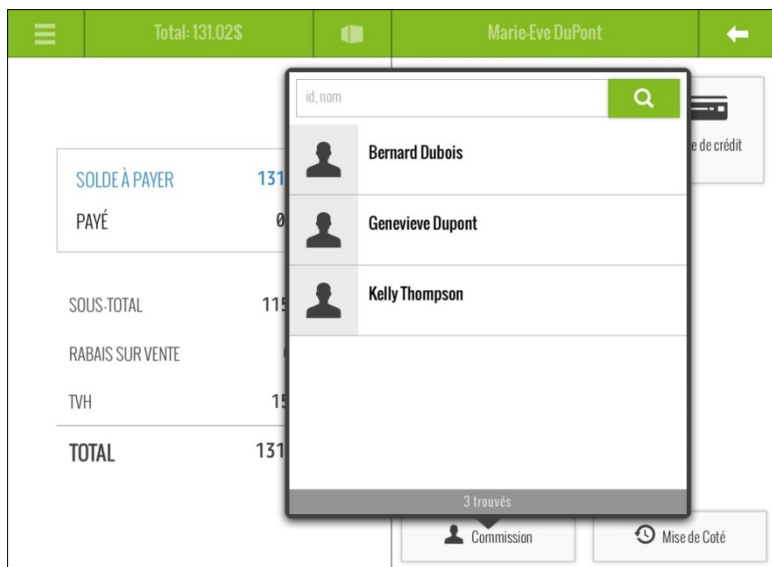 Total: 131.02$
Marie-Eve DuPont
id, nom
Bernard Dubois
Genevieve Dupont
Kelly Thompson
3 trouvés
e de crédit
SOLDE À PAYER 131
PAYÉ 0
SOUS-TOTAL 115
RABAIS SUR VENTE
TVH 15
TOTAL 131
Commission
Mise de Coté